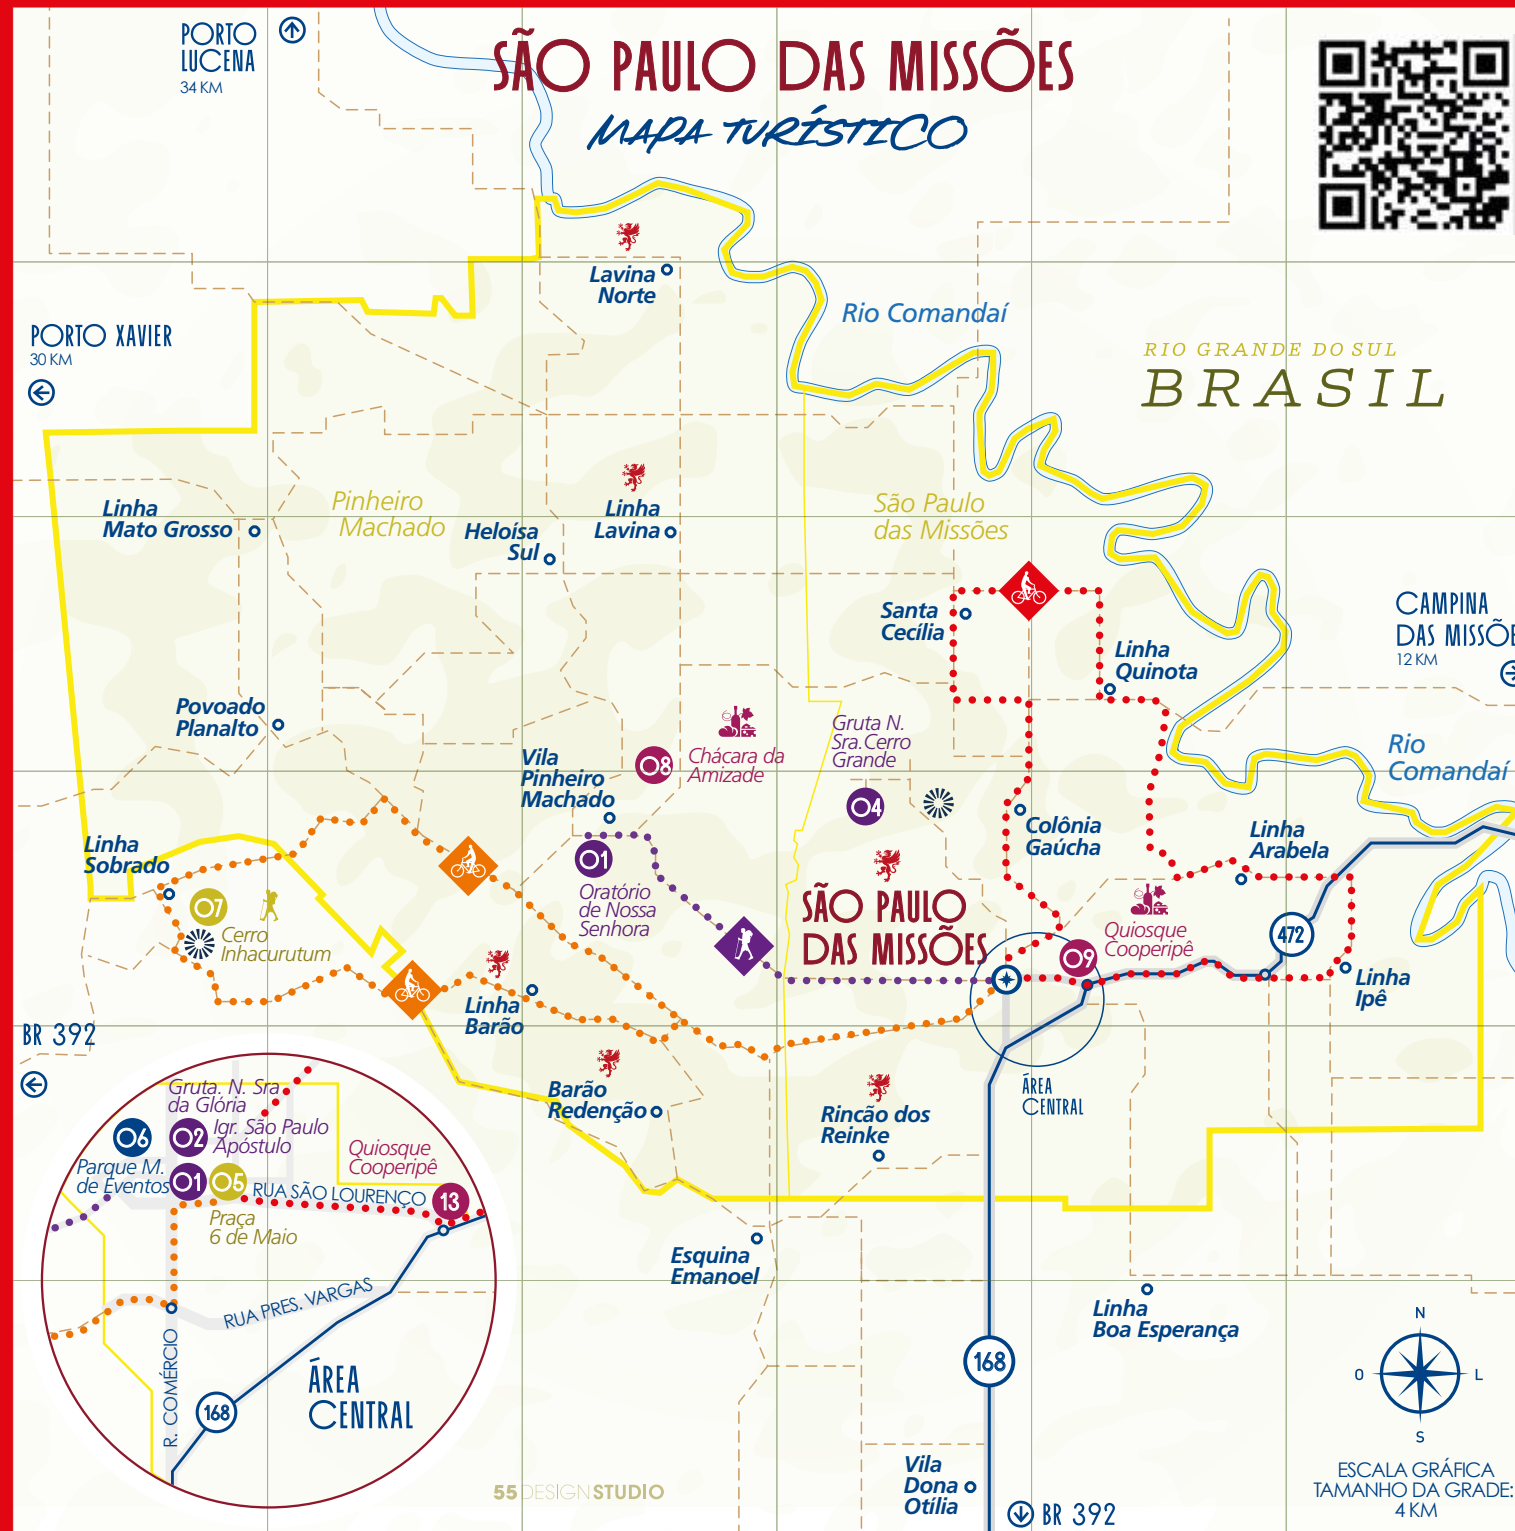 PORTO
LUCENA
34 KM
SÃO PAULO DAS MISSÕES
MAPA TURÍSTICO
Lavina
Norte
Rio Comandaí
PORTO XAVIER
30 KM
RIO GRANDE DO SUL
BRASIL
Linha
Mato Grosso
Pinheiro
Machado
Heloísa
Sul
Linha
Lavina
São Paulo
das Missões
Santa
Cecília
Linha
Quinota
CAMPINA
DAS MISSÕE
12 KM
Povoado
Planalto
Vila
Pinheiro
Machado
08
Chácara da
Amizade
Gruta N.
Sra.Cerro
Grande
04
Rio
Comandaí
Colônia
Gaúcha
Linha
Arabela
Linha
Sobrado
07
Cerro
Inhacurutum
01
Oratório
de Nossa
Senhora
SÃO PAULO
DAS MISSÕES
Quiosque
Cooperipê
09
472
Linha
Ipê
Linha
Barão
BR 392
ÁREA
CENTRAL
Barão
Redenção
Rincão dos
Reinke
Gruta. N. Sra
da Glória
06
02
Igr. São Paulo
Apóstulo
Parque M.
de Eventos
01
05
Quiosque
Cooperipê
RUA SÃO LOURENÇO
13
Praça
6 de Maio
RUA PRES. VARGAS
R. COMÉRCIO
168
ÁREA
CENTRAL
Esquina
Emanoel
Linha
Boa Esperança
168
N
O
L
S
Vila
Dona
Otília
BR 392
ESCALA GRÁFICA
TAMANHO DA GRADE:
4 KM
55DESIGNSTUDIO